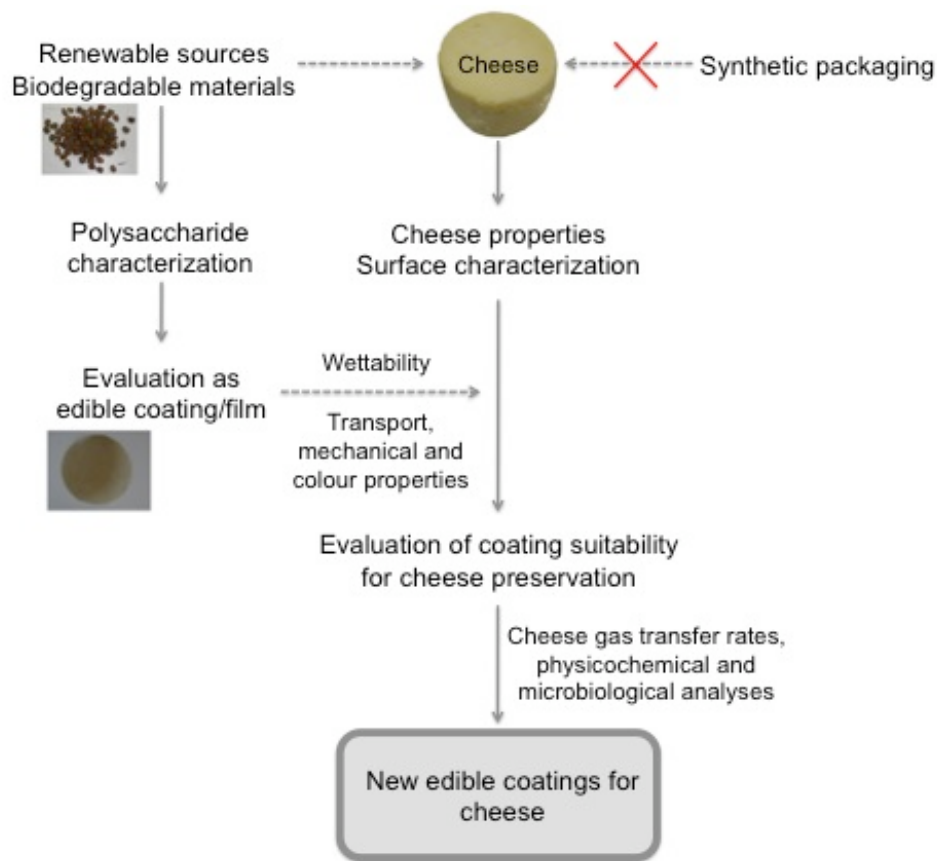 Renewable sources
Biodegradable materials
Cheese
Synthetic packaging
Polysaccharide
characterization
Cheese properties
Surface characterization
Evaluation as
edible coating/film
Wettability
Transport,
mechanical and
colour properties
Evaluation of coating suitability
for cheese preservation
Cheese gas transfer rates,
physicochemical and
microbiological analyses
New edible coatings for
cheese